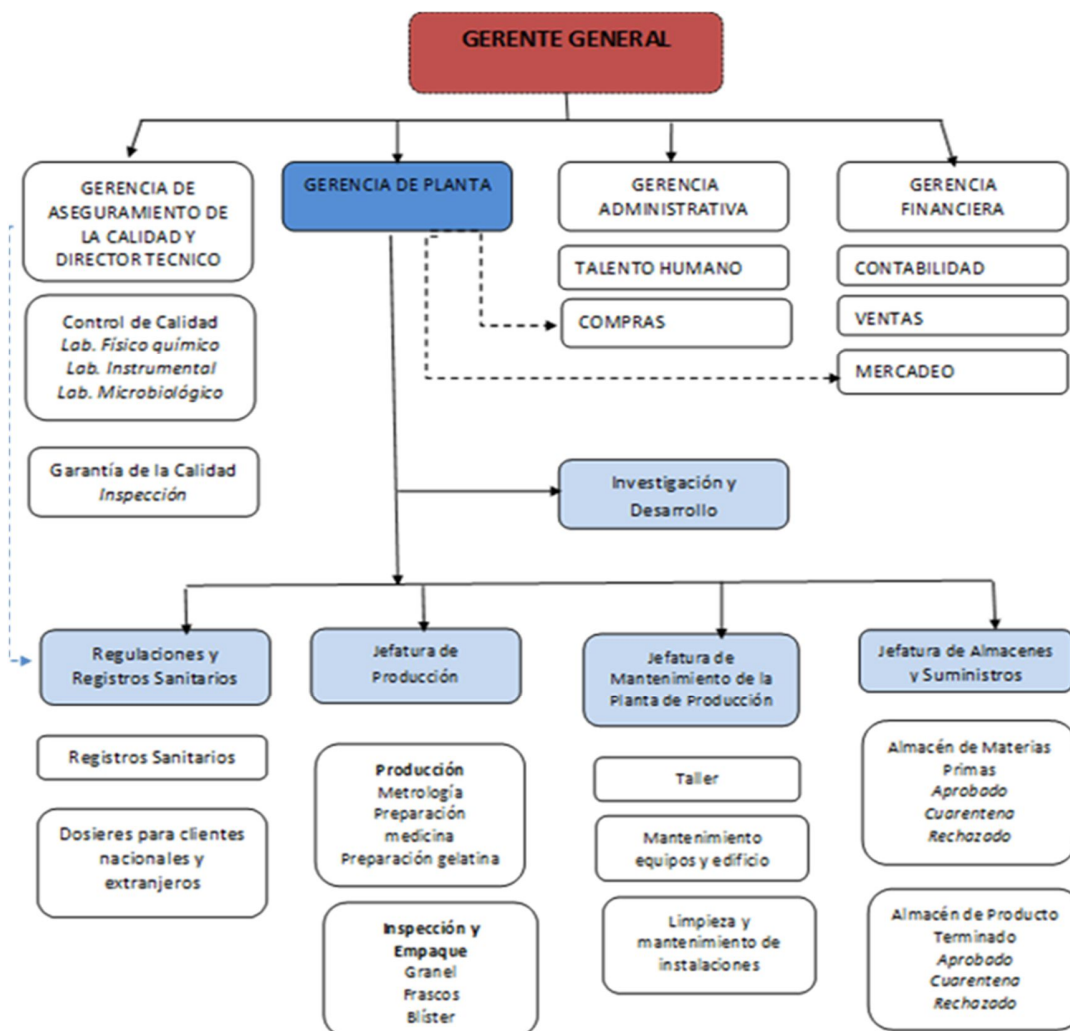 GERENTE GENERAL
GERENCIA DE
ASEGURAMIENTO DE
LA CALIDAD Y
DIRECTOR TECNICO
GERENCIA DE PLANTA
GERENCIA
ADMINISTRATIVA
GERENCIA
FINANCIERA
TALENTO HUMANO
CONTABILIDAD
COMPRAS
VENTAS
MERCADEO
Control de Calidad
Lab. Físico químico
Lab. Instrumental
Lab. Microbiológico
Garantía de la Calidad
Inspección
Investigación y
Desarrollo
Regulaciones y
Registros Sanitarios
Jefatura de
Producción
Jefatura de
Mantenimiento de la
Planta de Producción
Jefatura de Almacenes
y Suministros
Registros Sanitarios
Dosieres para clientes
nacionales y
extranjeros
Producción
Metrología
Preparación
medicina
Preparación gelatina
Inspección y
Empaque
Granel
Frascos
Blíster
Taller
Mantenimiento
equipos y edificio
Limpieza y
mantenimiento de
instalaciones
Almacén de Materias
Primas
Aprobado
Cuarentena
Rechazado
Almacén de Producto
Terminado
Aprobado
Cuarentena
Rechazado